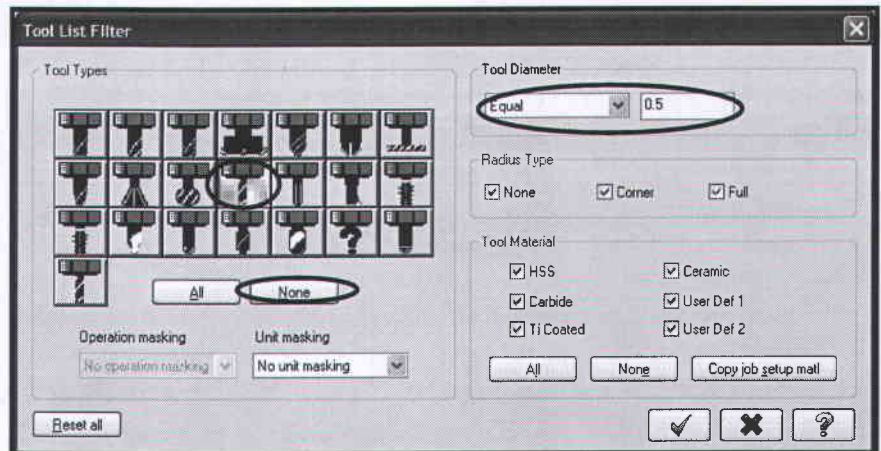 Tool List Filter
Tool Types
All
None
Operation masking
No operation masking
Unit masking
No unit masking
Reset all
Tool Diameter
Equal
0.5
Radius Type
None
Corner
Full
Tool Material
HSS
Ceramic
Carbide
User Def 1
Ti Coated
User Def 2
All
None
Copy job setup matl